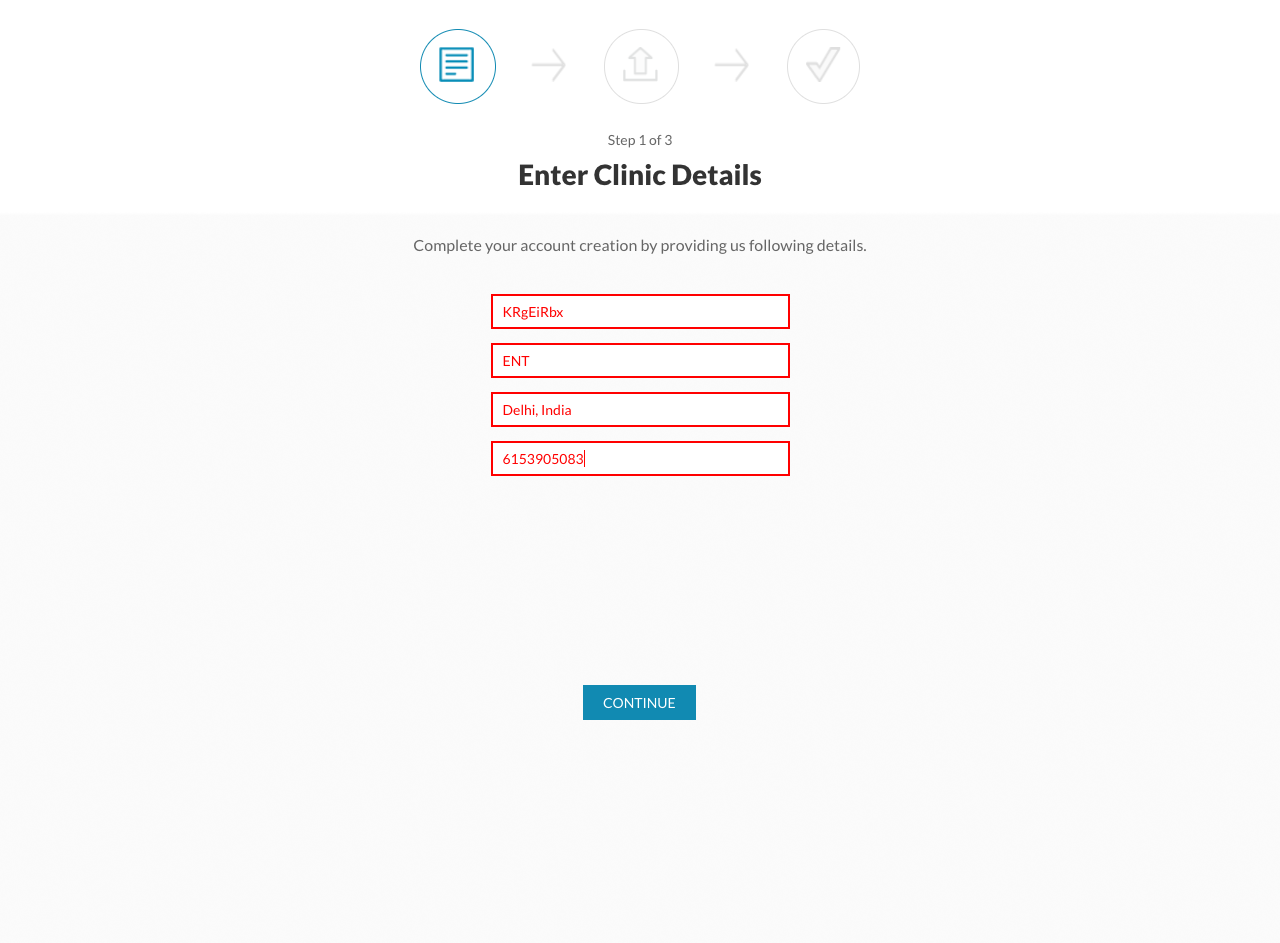 Step 1 of 3
Enter Clinic Details
Complete your account creation by providing us following details.
KRgEiRbx
ENT
Delhi, India
6153905083
CONTINUE